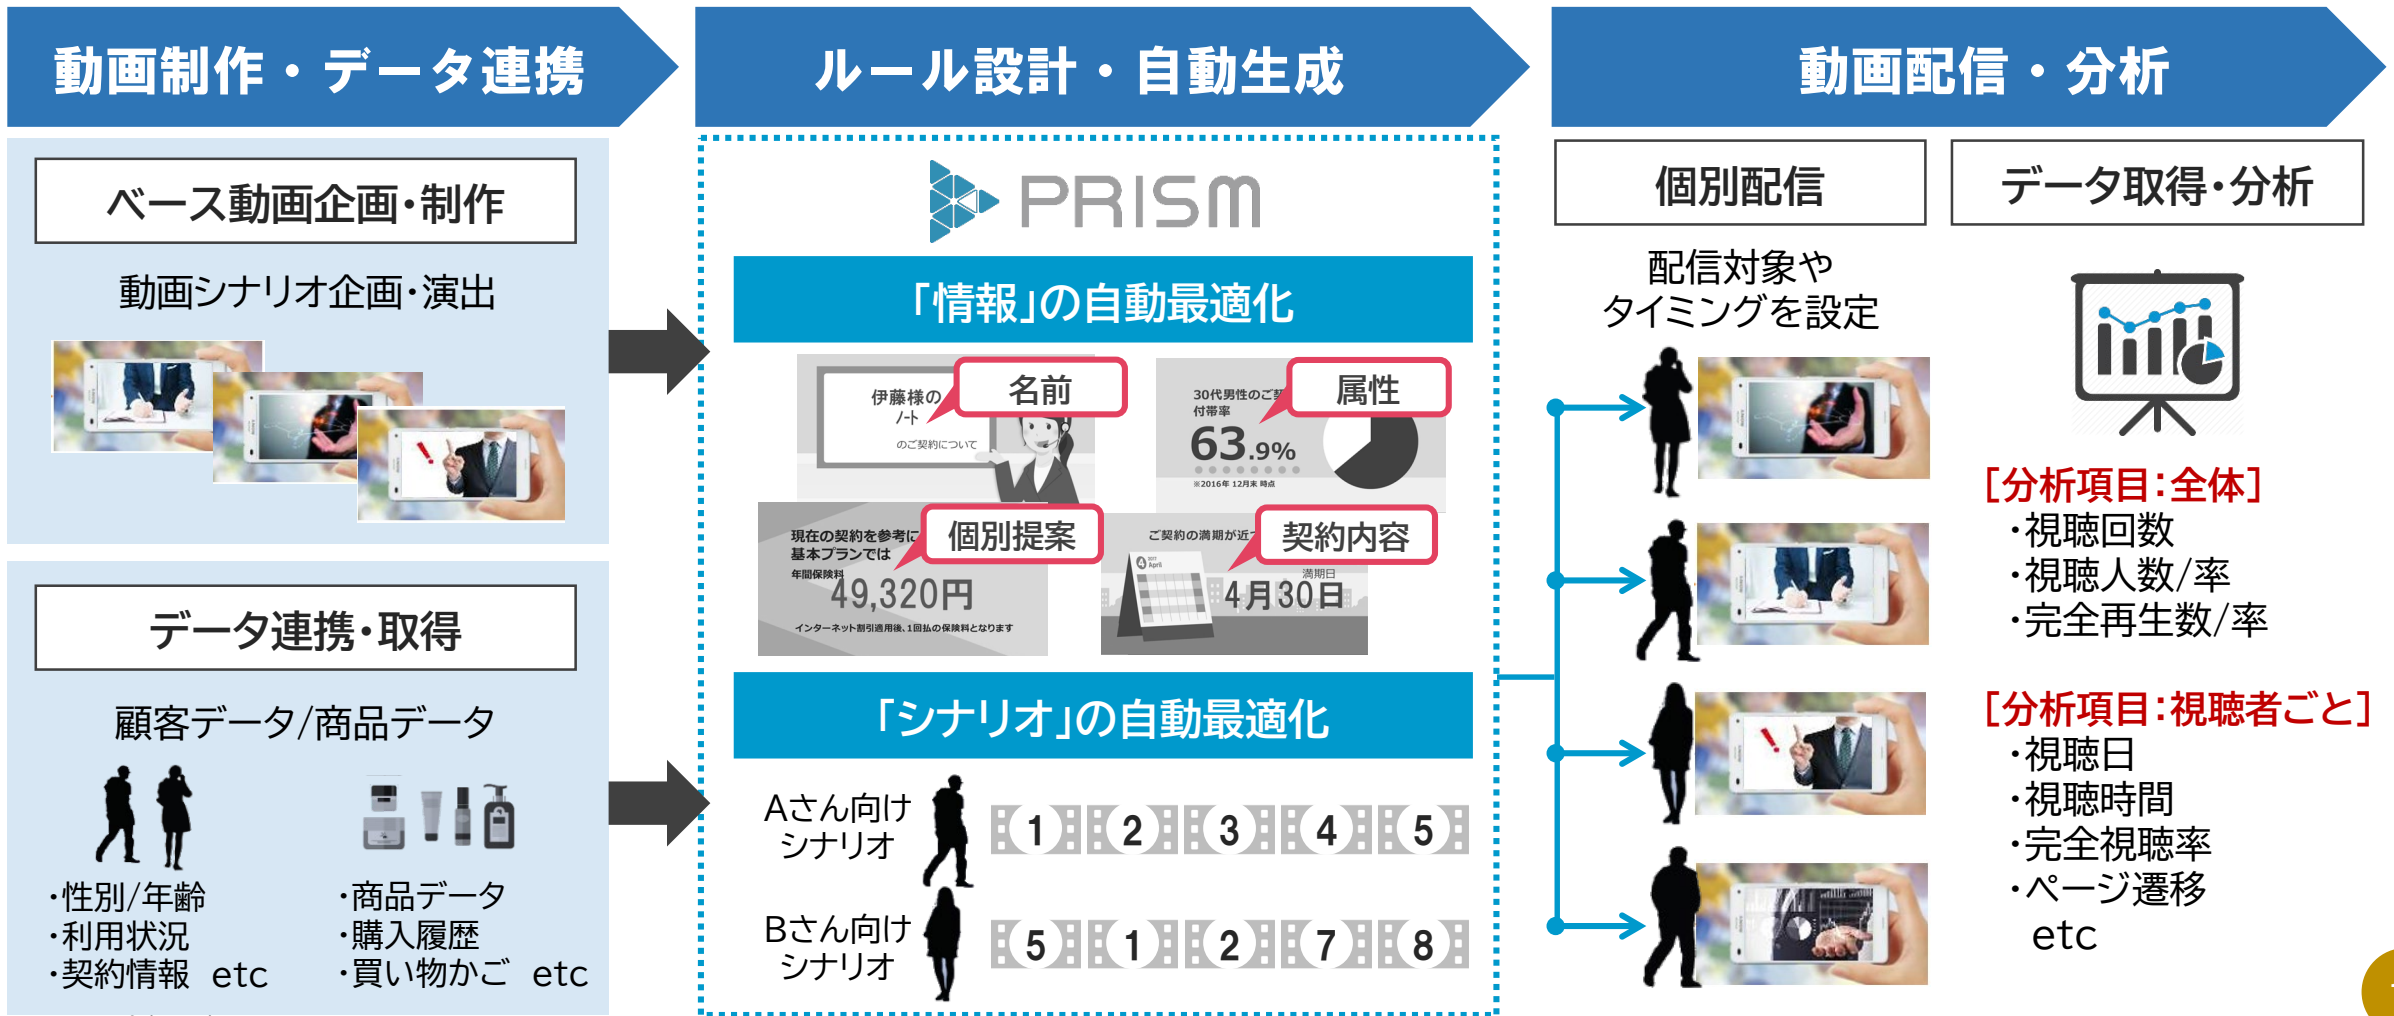 動画制作・データ連携
ベース動画企画・制作
動画シナリオ企画・演出
データ連携・取得
顧客データ/商品データ
・性別/年齢
・利用状況
・契約情報 etc
・商品データ
・購入履歴
・買い物かご etc
ルール設計・自動生成
PRISM
「情報」の自動最適化
伊藤様の
ノート
のご契約について
名前
30代男性のご契
付帯率
63.9%
※2016年 12月末 時点
属性
現在の契約を参考に
基本プランでは
年間保険料
49,320円
インターネット割引適用後、1回払の保険料となります
個別提案
ご契約の満期が近づ
4
2017
April
満期日
4月30日
契約内容
「シナリオ」の自動最適化
Aさん向け
シナリオ
1 2 3 4 5
Bさん向け
シナリオ
5 1 2 7 8
動画配信・分析
個別配信
配信対象や
タイミングを設定
データ取得・分析
[分析項目:全体]
・視聴回数
・視聴人数/率
・完全再生数/率
[分析項目:視聴者ごと]
・視聴日
・視聴時間
・完全視聴率
・ページ遷移
etc